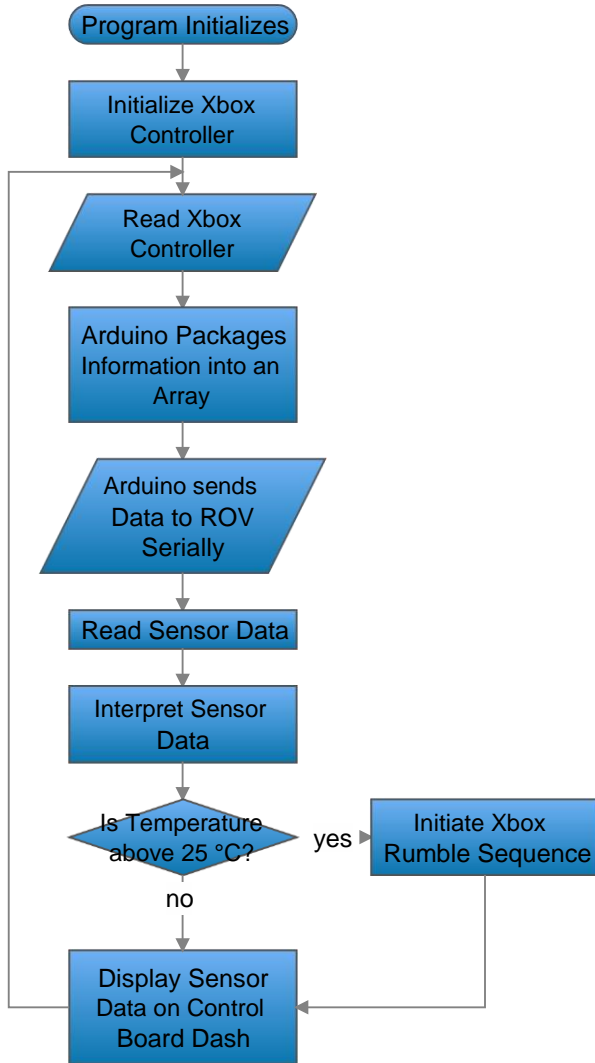 Program Initializes
Initialize Xbox
Controller
Read Xbox
Controller
Arduino Packages
Information into an
Array
Arduino sends
Data to ROV
Serially
Read Sensor Data
Interpret Sensor
Data
Is Temperature
above 25 °C?
yes
Initiate Xbox
Rumble Sequence
no
Display Sensor
Data on Control
Board Dash